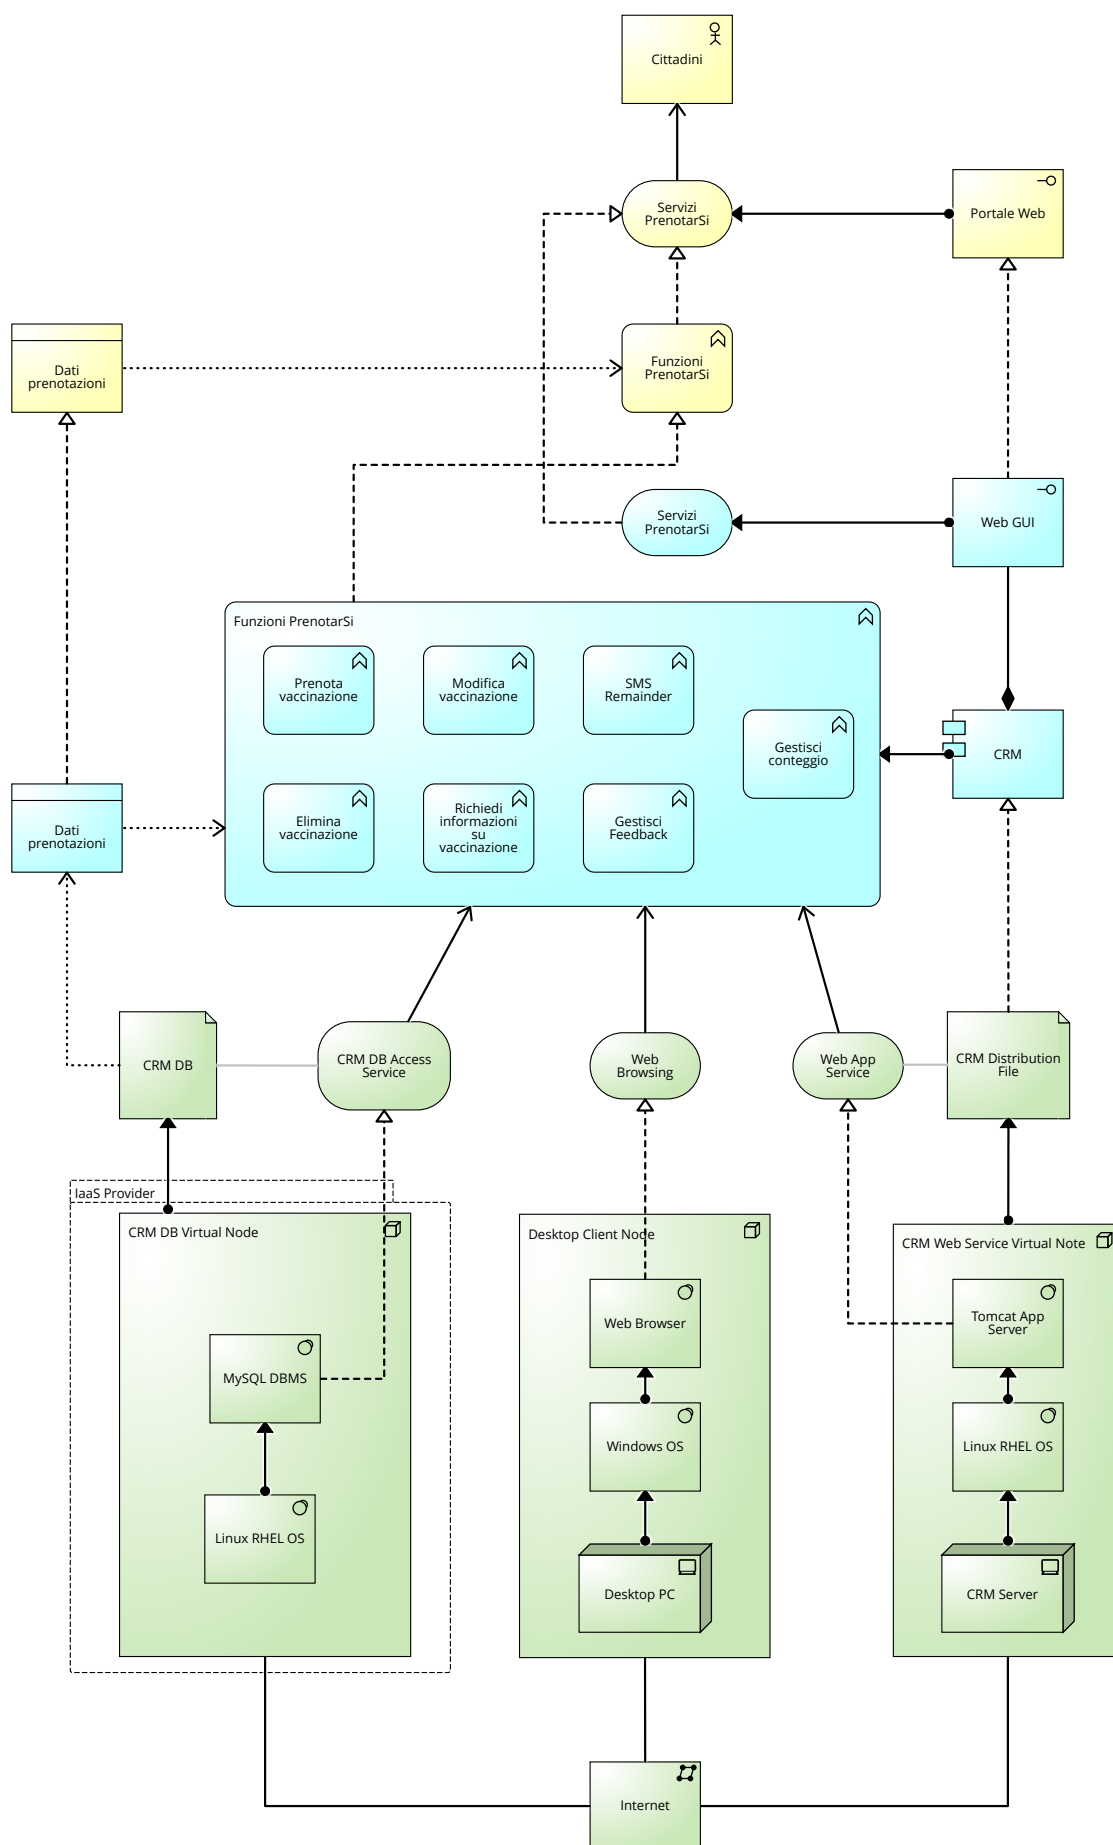 Cittadini
Servizi
PrenotarSi
Portale Web
Dati
prenotazioni
Funzioni
PrenotarSi
Servizi
PrenotarSi
Web GUI
Funzioni PrenotarSi
Prenota
vaccinazione
Modifica
vaccinazione
SMS
Remainder
Gestisci
conteggio
CRM
Elimina
vaccinazione
Richiedi
informazioni
su
vaccinazione
Gestisci
Feedback
Dati
prenotazioni
CRM DB
CRM DB Access
Service
Web
Browsing
Web App
Service
CRM Distribution
File
IaaS Provider
CRM DB Virtual Node
Desktop Client Node
CRM Web Service Virtual Note
MySQL DBMS
Web Browser
Tomcat App
Server
Linux RHEL OS
Windows OS
Linux RHEL OS
Desktop PC
CRM Server
Internet